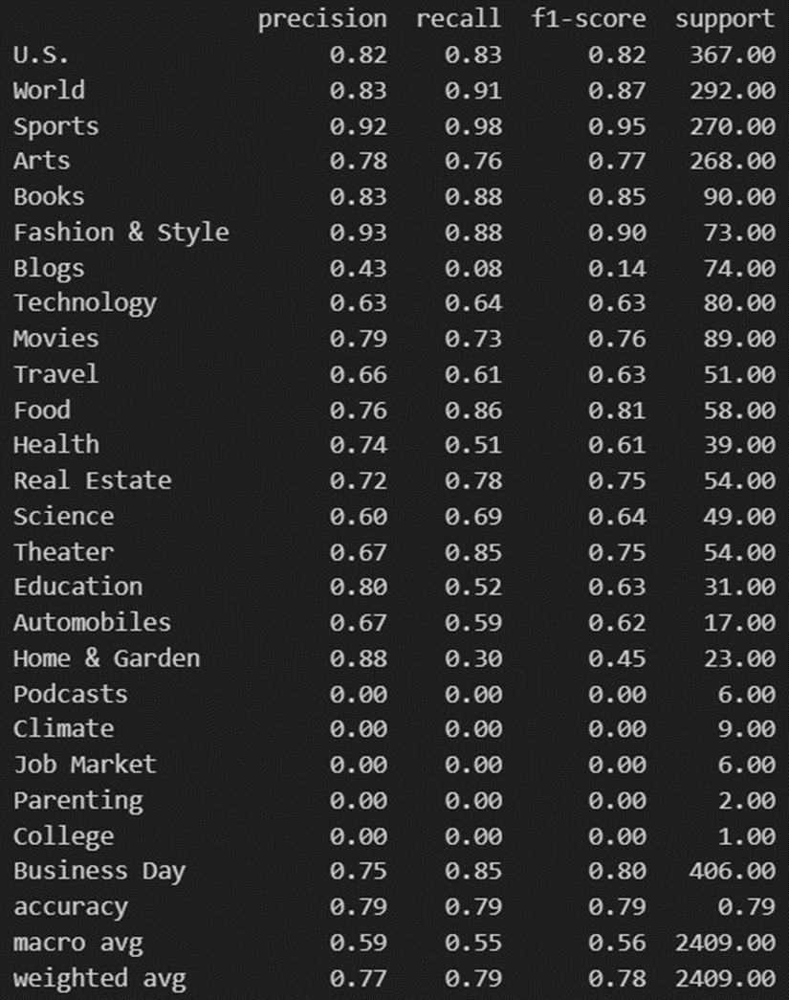 precision recall f1-score support
U.S. 0.82 0.83 0.82 367.00
World 0.83 0.91 0.87 292.00
Sports 0.92 0.98 0.95 270.00
Arts 0.78 0.76 0.77 268.00
Books 0.83 0.88 0.85 90.00
Fashion & Style 0.93 0.88 0.90 73.00
Blogs 0.43 0.08 0.14 74.00
Technology 0.63 0.64 0.63 80.00
Movies 0.79 0.73 0.76 89.00
Travel 0.66 0.61 0.63 51.00
Food 0.76 0.86 0.81 58.00
Health 0.74 0.51 0.61 39.00
Real Estate 0.72 0.78 0.75 54.00
Science 0.60 0.69 0.64 49.00
Theater 0.67 0.85 0.75 54.00
Education 0.80 0.52 0.63 31.00
Automobiles 0.67 0.59 0.62 17.00
Home & Garden 0.88 0.30 0.45 23.00
Podcasts 0.00 0.00 0.00 6.00
Climate 0.00 0.00 0.00 9.00
Job Market 0.00 0.00 0.00 6.00
Parenting 0.00 0.00 0.00 2.00
College 0.00 0.00 0.00 1.00
Business Day 0.75 0.85 0.80 406.00
accuracy 0.79 0.79 0.79 0.79
macro avg 0.59 0.55 0.56 2409.00
weighted avg 0.77 0.79 0.78 2409.00